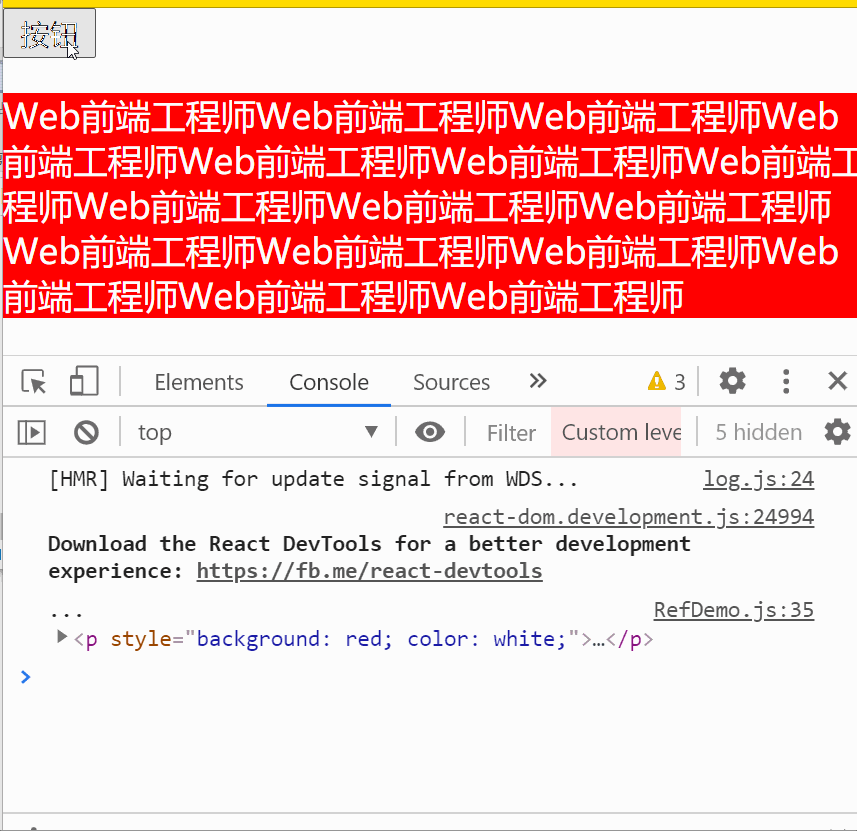 按钮
Web前端工程师Web前端工程师Web前端工程师Web
前端工程师Web前端工程师Web前端工程师Web前端工
程师Web前端工程师Web前端工程师Web前端工程师
Web前端工程师Web前端工程师Web前端工程师Web
前端工程师Web前端工程师Web前端工程师
Elements Console Sources 3
top Filter Custom leve 5 hidden
[HMR] Waiting for update signal from WDS... log.js:24
react-dom.development.js:24994
Download the React DevTools for a better development
experience: https://fb.me/react-devtools
... RefDemo.js:35
<p style="background: red; color: white;">…</p>